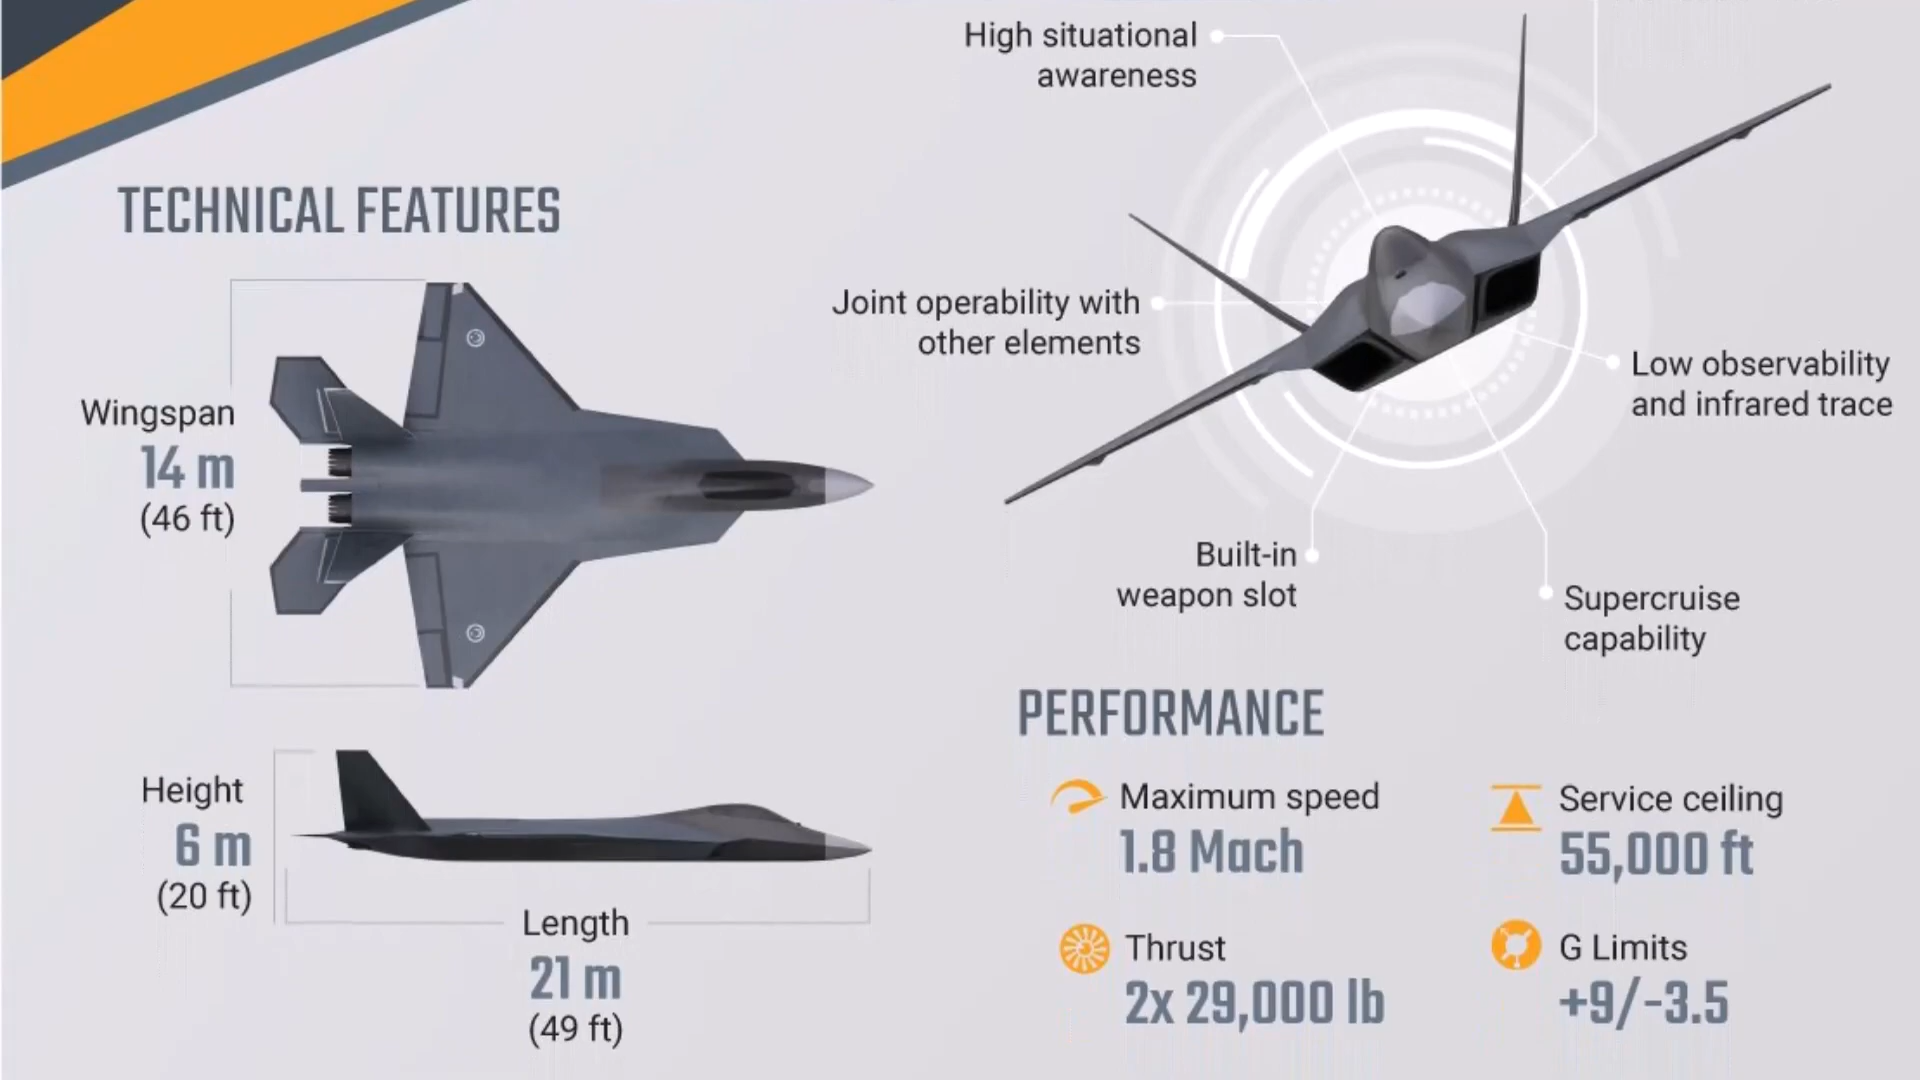 High situational
awareness
TECHNICAL FEATURES
Joint operability with
other elements
Low observability
and infrared trace
Wingspan
14 m
(46 ft)
Built-in
weapon slot
Supercruise
capability
PERFORMANCE
Height
6 m
(20 ft)
Length
21 m
(49 ft)
Maximum speed
1.8 Mach
Service ceiling
55,000 ft
Thrust
2x 29,000 lb
G Limits
+9/-3.5